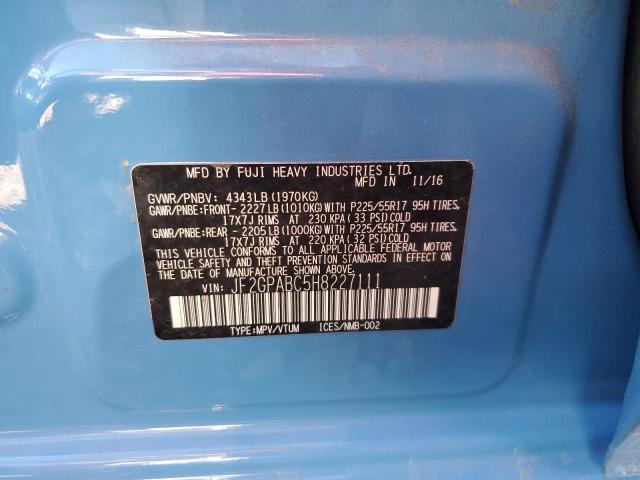 MFD BY FUJI HEAVY INDUSTRIES LTD.
MFD IN 11/16
GVWR/PNBV: 4343LB(1970KG)
GAWR/PNBE:FRONT-2227LB(1010KG)WITH P225/55R17 95H TIRES,
17X7J RIMS AT 230 KPA(33 PSI)COLD
GAWR/PNBE:REAR -2205LB(1000KG)WITH P225/55R17 95H TIRES,
17X7J RIMS AT 220 KPA(32 PSI)COLD
THIS VEHICLE CONFORMS TO ALL APPLICABLE FEDERAL MOTOR
VEHICLE SAFETY AND THEFT PREVENTION STANDARDS IN EFFECT ON
THE DATE OF MANUFACTURE SHOWN ABOVE.
VIN: JF2GPABC5H8227111
TYPE:MPV/VTUM ICES/NMB-002